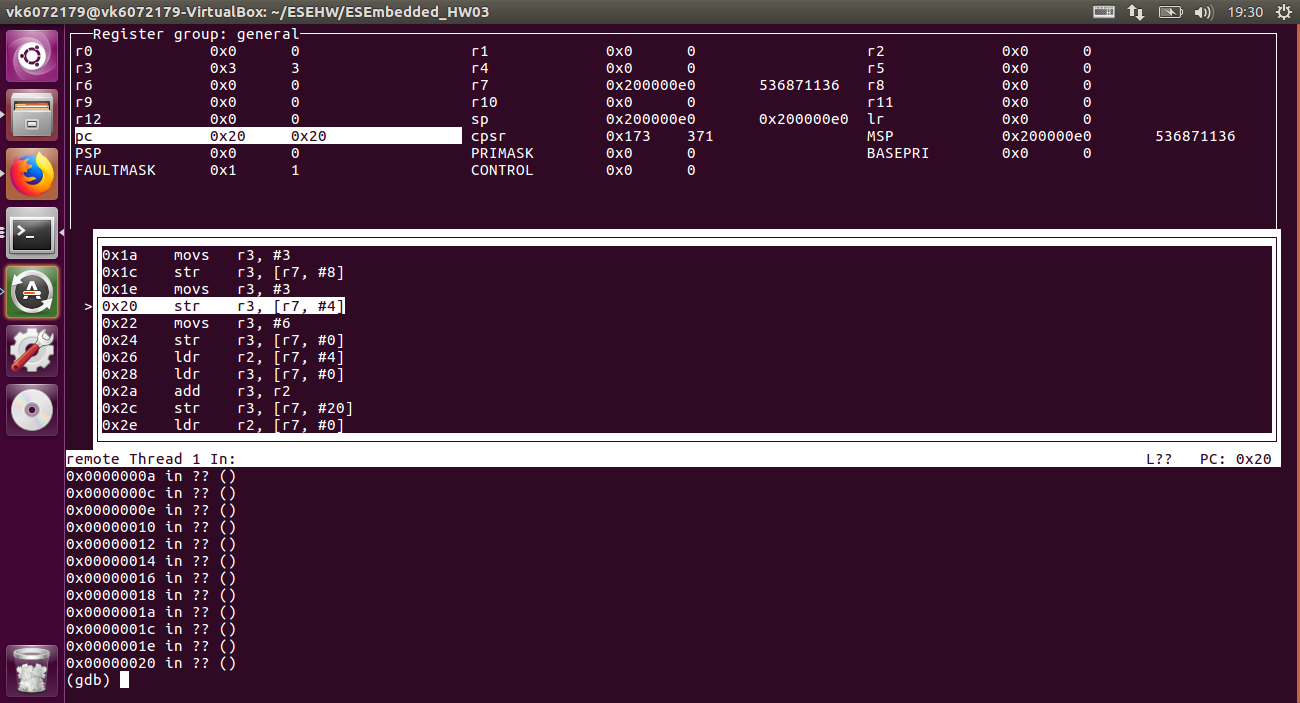 vk6072179@vk6072179-VirtualBox: ~/ESEHW/ESEmbedded_HW03 19:30
Register group: general
r0 0x0 0 r1 0x0 0 r2 0x0 0
r3 0x3 3 r4 0x0 0 r5 0x0 0
r6 0x0 0 r7 0x200000e0 536871136 r8 0x0 0
r9 0x0 0 r10 0x0 0 r11 0x0 0
r12 0x0 0 sp 0x200000e0 0x200000e0 lr 0x0 0
pc 0x20 0x20 cpsr 0x173 371 MSP 0x200000e0 536871136
PSP 0x0 0 PRIMASK 0x0 0 BASEPRI 0x0 0
FAULTMASK 0x1 1 CONTROL 0x0 0
0x1a movs r3, #3
0x1c str r3, [r7, #8]
0x1e movs r3, #3
>0x20 str r3, [r7, #4]
0x22 movs r3, #6
0x24 str r3, [r7, #0]
0x26 ldr r2, [r7, #4]
0x28 ldr r3, [r7, #0]
0x2a add r3, r2
0x2c str r3, [r7, #20]
0x2e ldr r2, [r7, #0]
remote Thread 1 In: L?? PC: 0x20
0x0000000a in ?? ()
0x0000000c in ?? ()
0x0000000e in ?? ()
0x00000010 in ?? ()
0x00000012 in ?? ()
0x00000014 in ?? ()
0x00000016 in ?? ()
0x00000018 in ?? ()
0x0000001a in ?? ()
0x0000001c in ?? ()
0x0000001e in ?? ()
0x00000020 in ?? ()
(gdb)